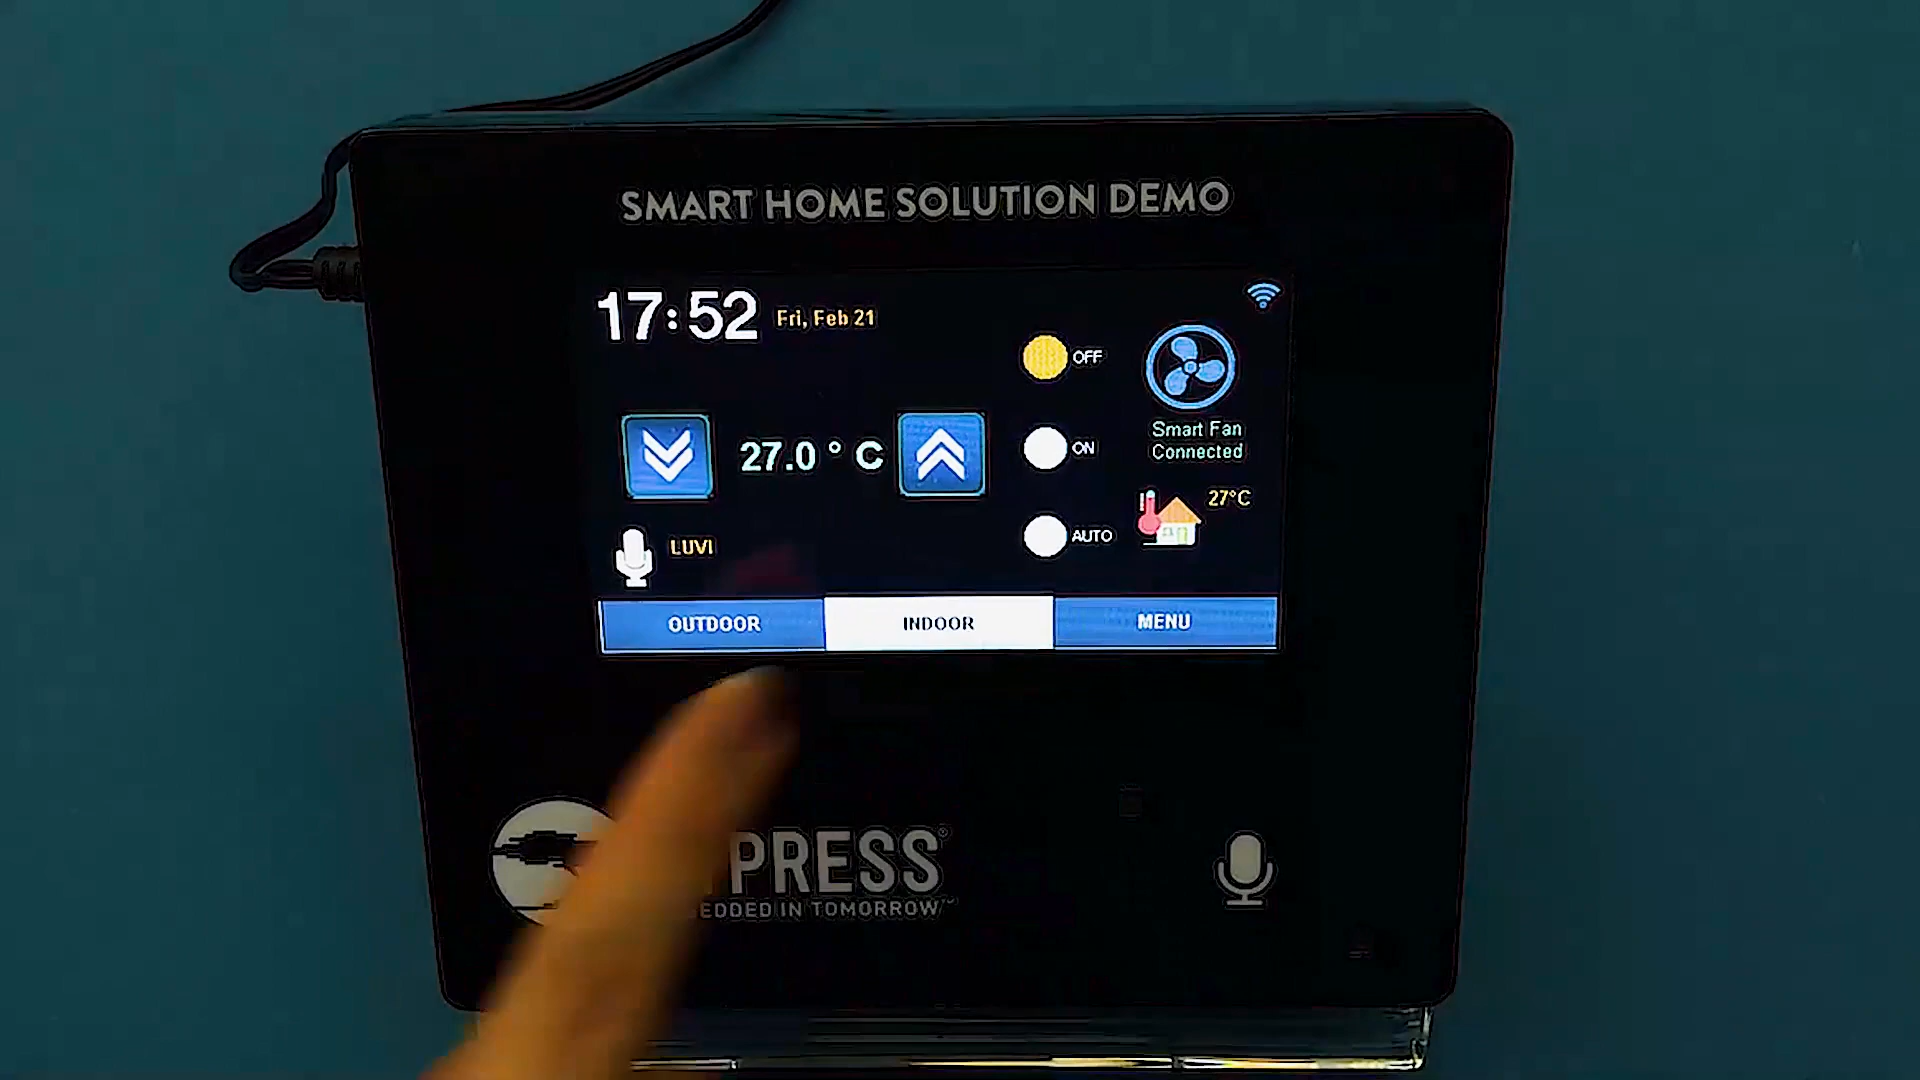 SMART HOME SOLUTION DEMO
17:52 Fri, Feb 21
OFF
Smart Fan
Connected
27.0 ° C
ON
27°C
AUTO
LUVI
OUTDOOR INDOOR MENU
PRESS®
EDDED IN TOMORROW™